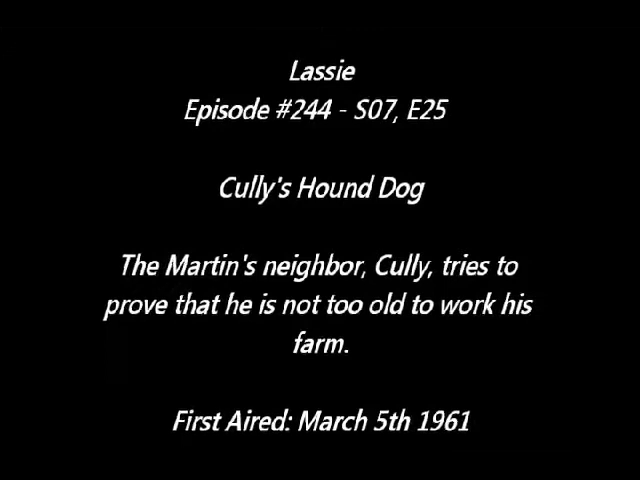 Lassie
Episode #244 - S07, E25
Cully's Hound Dog
The Martin's neighbor, Cully, tries to
prove that he is not too old to work his
farm.
First Aired: March 5th 1961